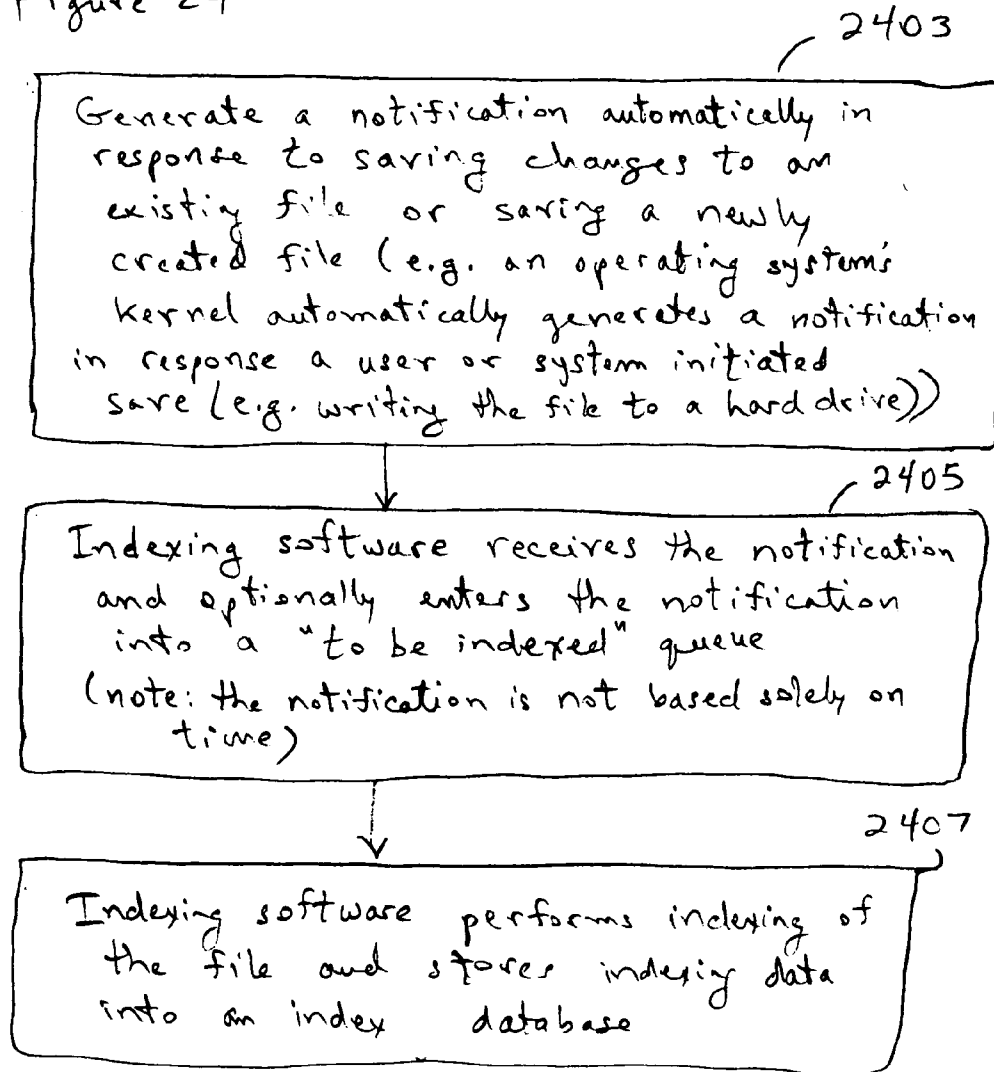 Figure 24
2403
Generate a notification automatically in
response to saving changes to an
existing file or saving a newly
created file (e.g. an operating system's
kernel automatically generates a notification
in response a user or system initiated
save (e.g. writing the file to a hard drive))
2405
Indexing software receives the notification
and optionally enters the notification
into a "to be indexed" queue
(note: the notification is not based solely on
time)
2407
Indexing software performs indexing of
the file and stores indexing data
into an index database